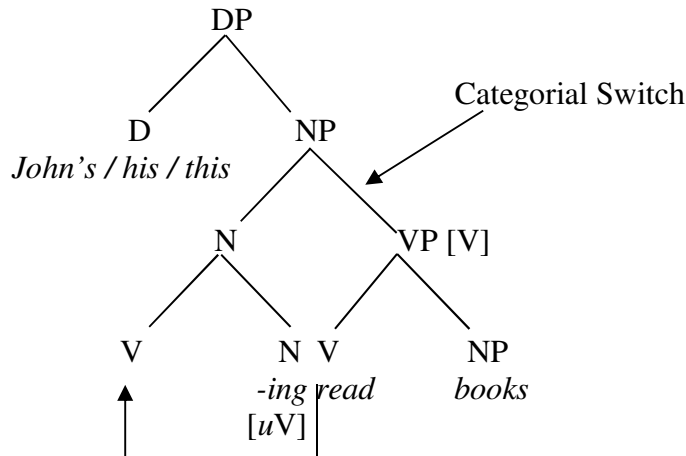 DP
Categorial Switch
D NP
John's / his / this
N VP [V]
V N V NP
-ing read books
[uV]